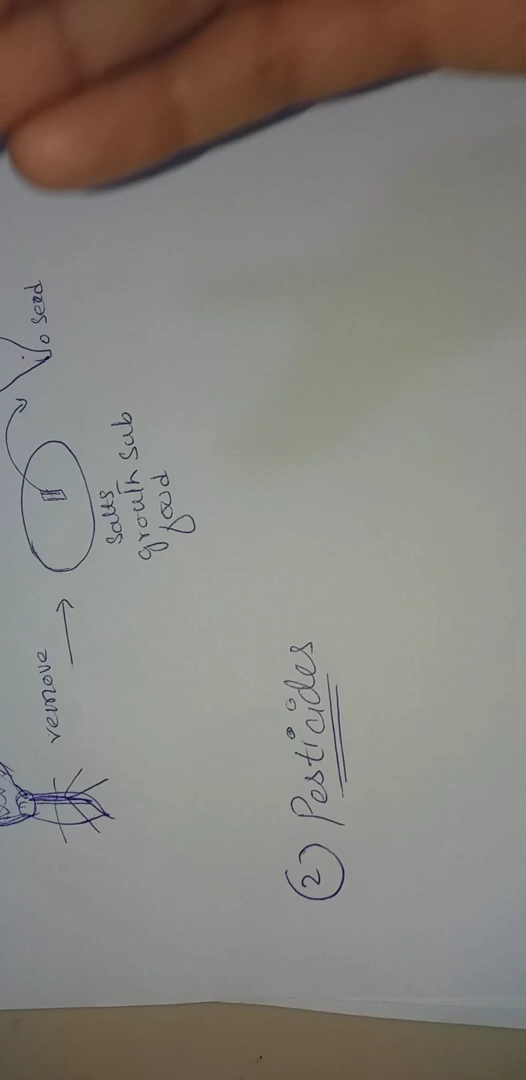 remove
salts
growth sub
food
o seed
(2) Pesticides